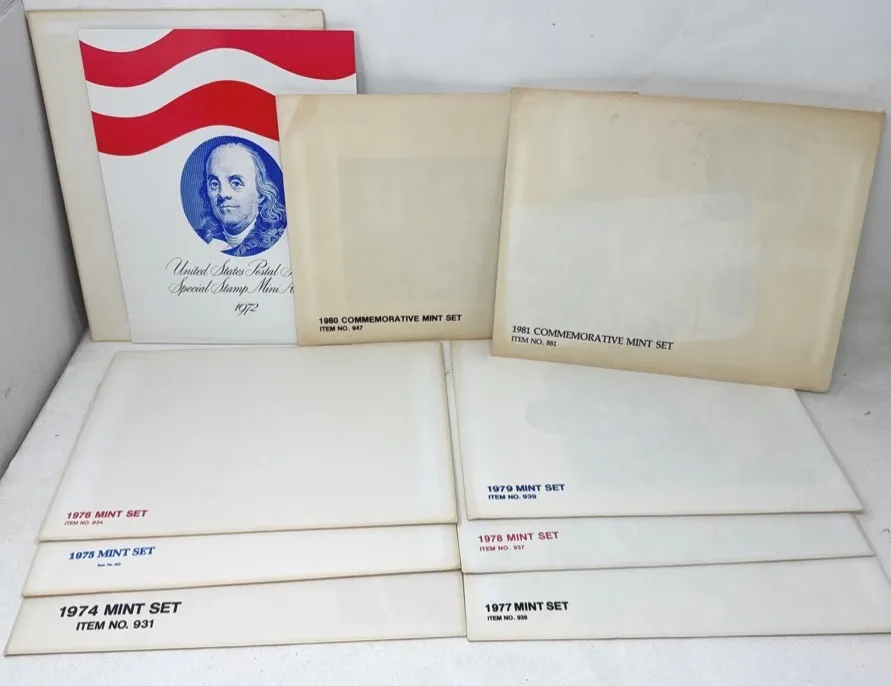 United States Postal
Special Stamp Mini
1972
1980 COMMEMORATIVE MINT SET
ITEM NO. 947
1981 COMMEMORATIVE MINT SET
ITEM NO. 881
1976 MINT SET
ITEM NO. 934
1979 MINT SET
ITEM NO. 939
1975 MINT SET
1978 MINT SET
ITEM NO. 937
1974 MINT SET
ITEM NO. 931
1977 MINT SET
ITEM NO. 936